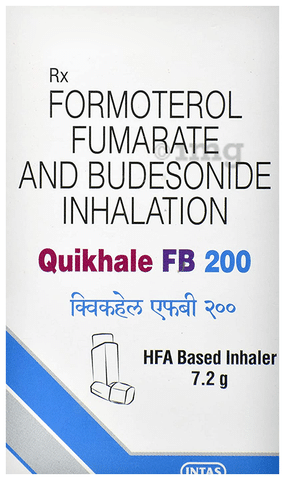 Rx
FORMOTEROL
FUMARATE
AND BUDESONIDE
INHALATION
Quikhale FB 200
क्विकहेल एफबी २००
HFA Based Inhaler
7.2 g
INTAS